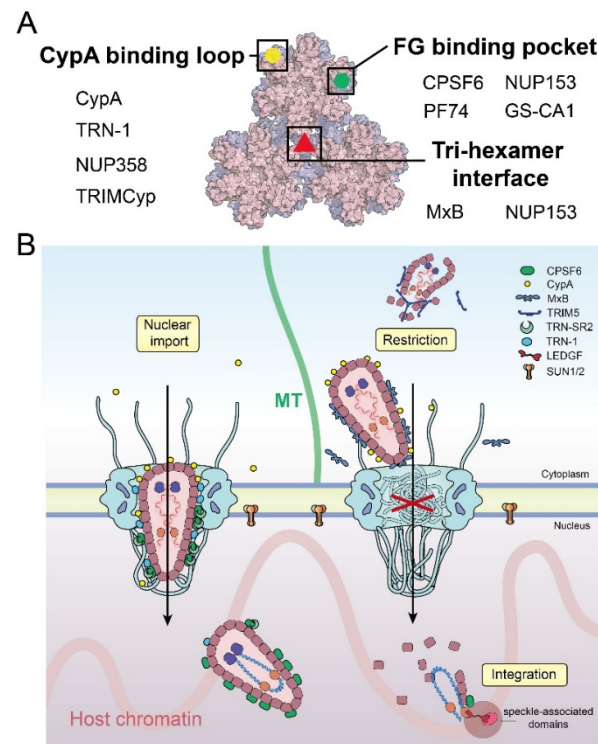 A
CypA binding loop
FG binding pocket
CypA
TRN-1
NUP358
TRIMCyp
CPSF6 NUP153
PF74 GS-CA1
Tri-hexamer
interface
MxB NUP153
B
Nuclear
import
MT
Restriction
CPSF6
CypA
MxB
TRIM5
TRN-SR2
TRN-1
LEDGF
SUN1/2
Cytoplasm
Nucleus
Host chromatin
Integration
speckle-associated
domains